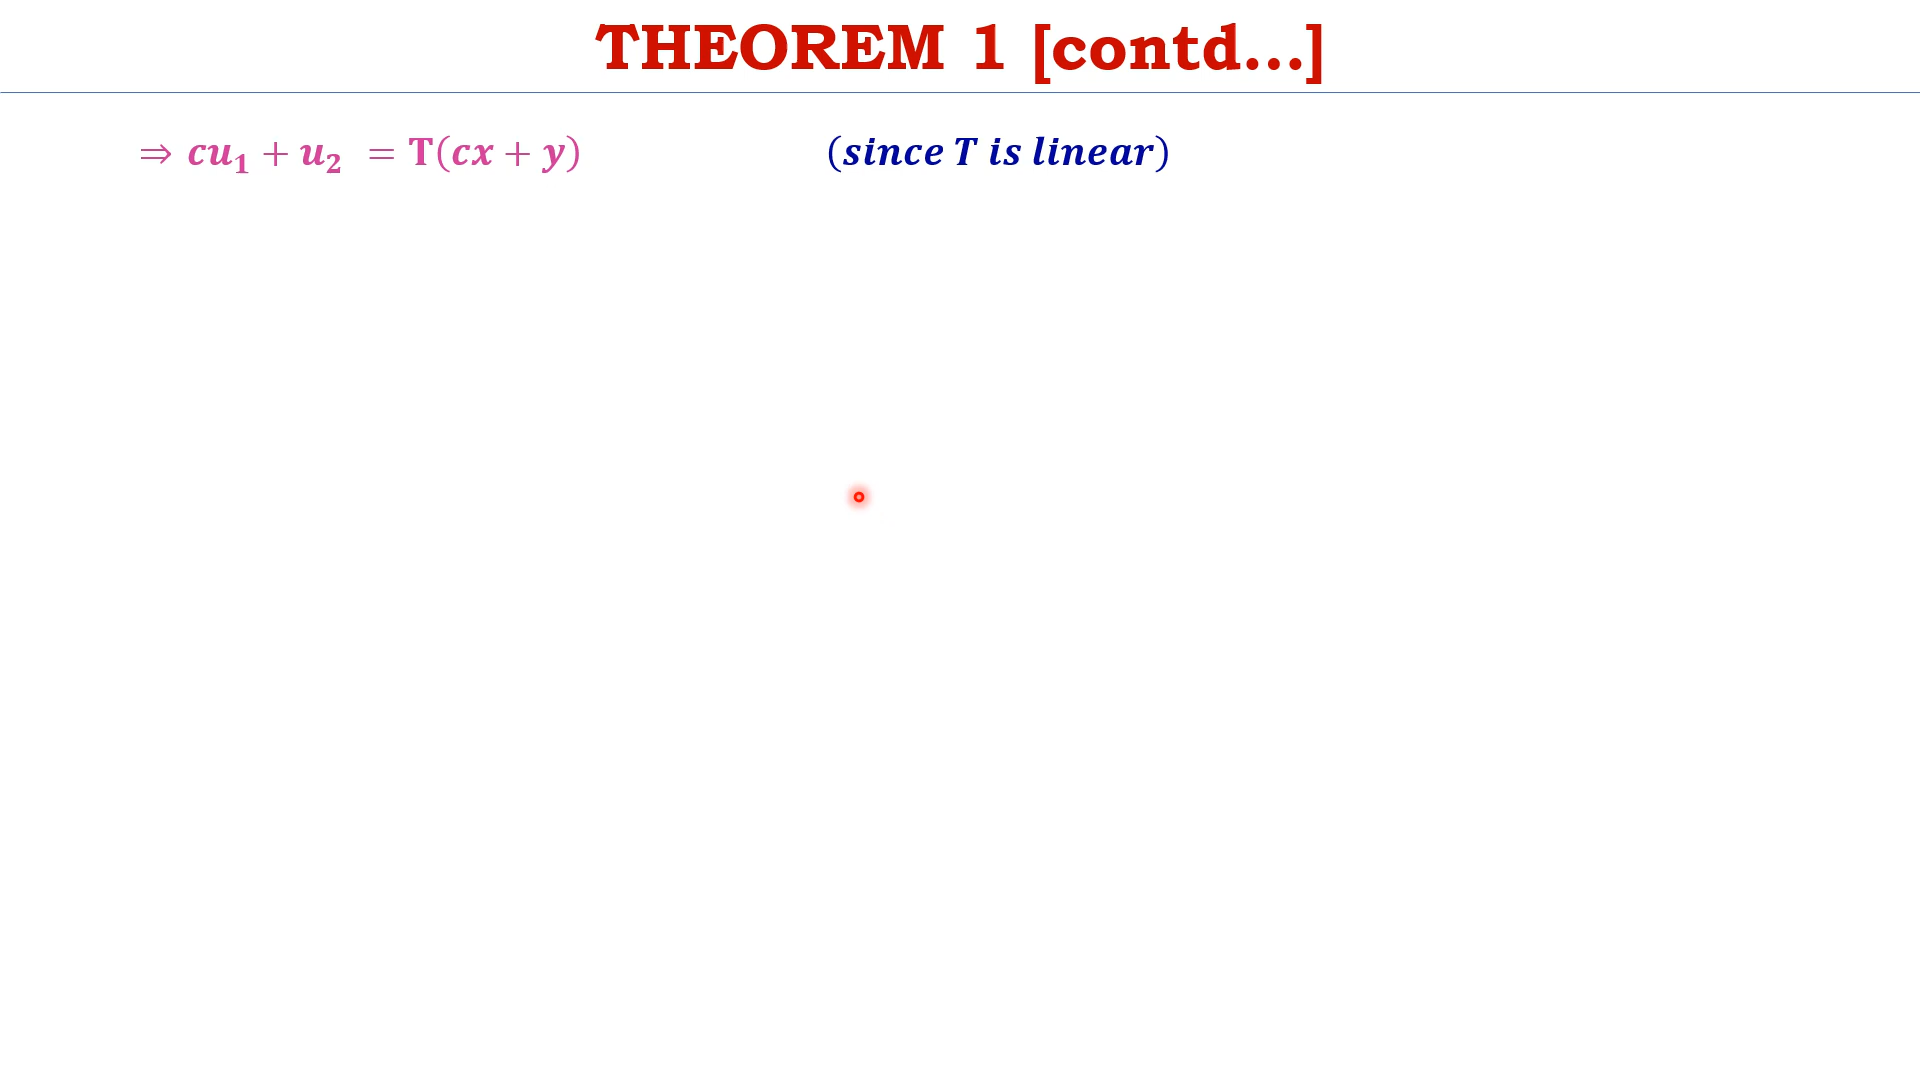 THEOREM 1 [contd...]
⇒ cu₁ + u₂ = T(cx + y) (since T is linear)